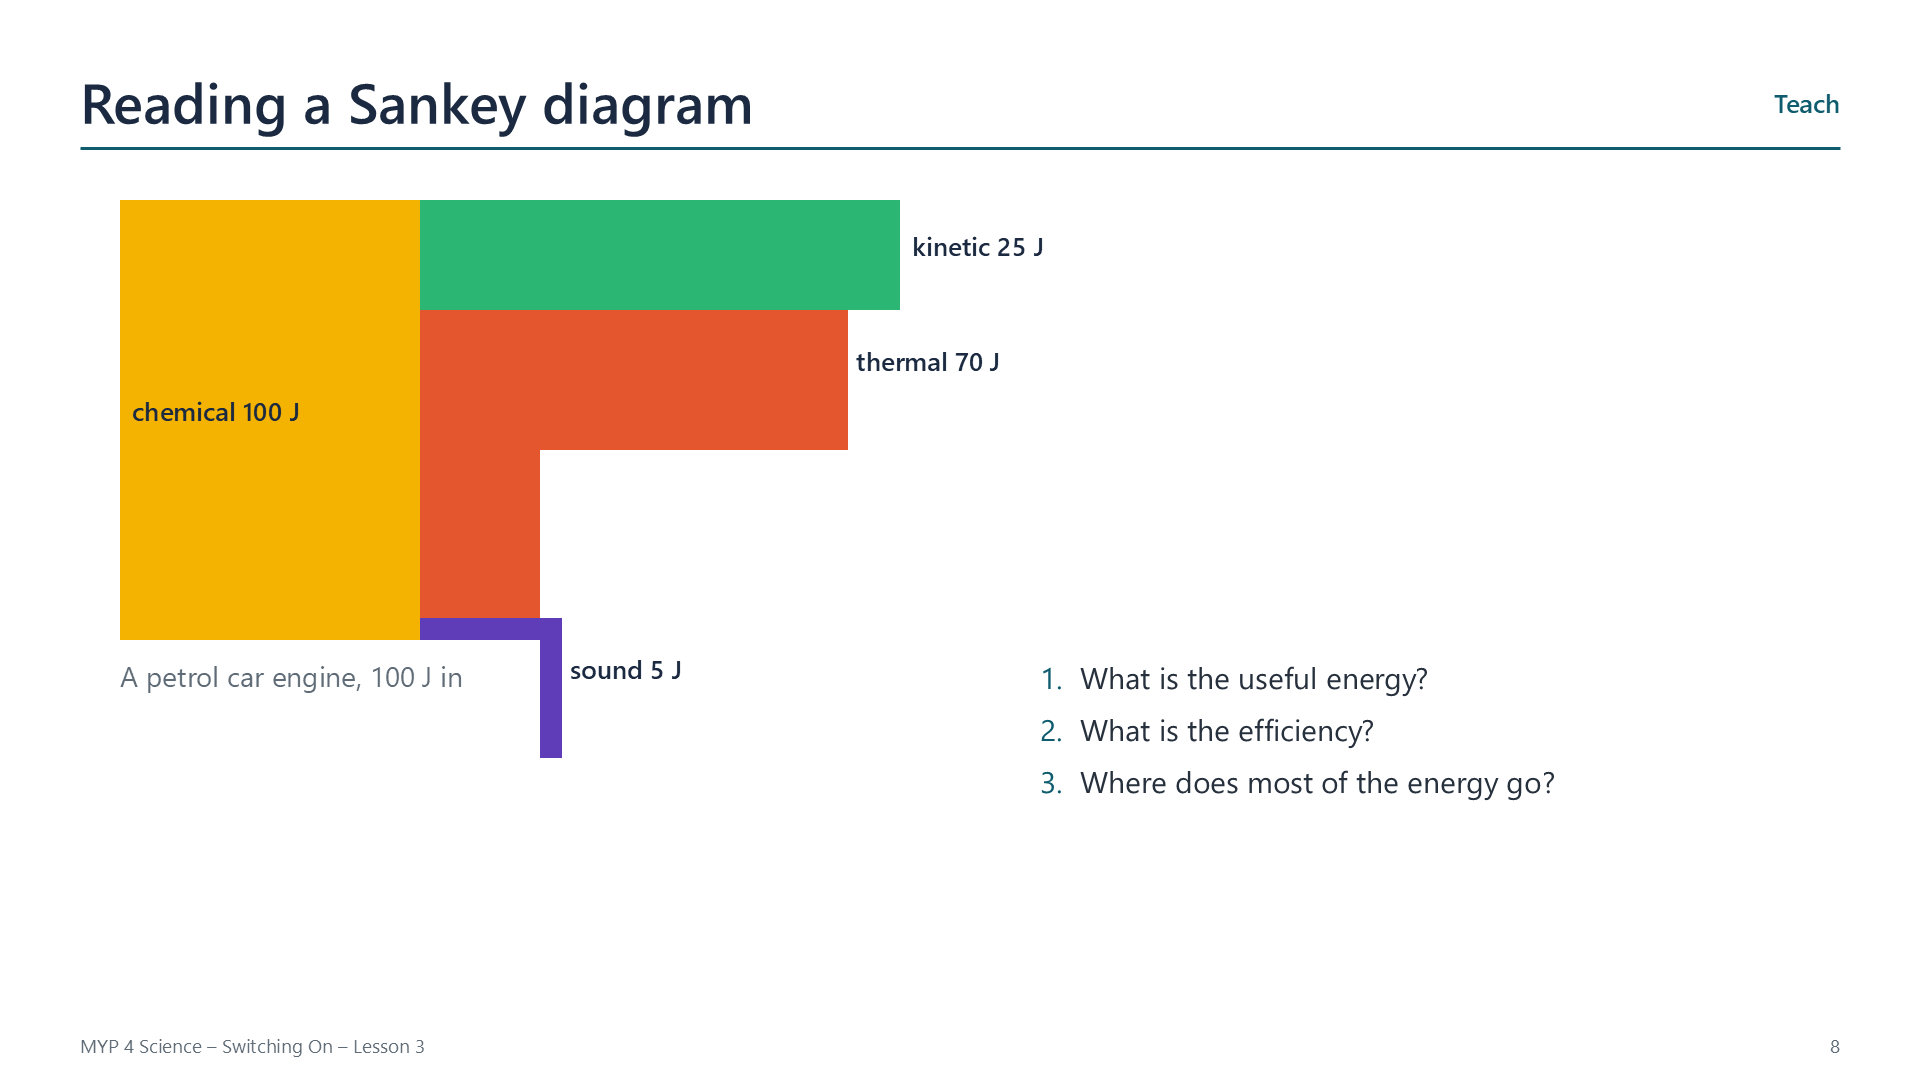 Reading a Sankey diagram
Teach
kinetic 25 J
thermal 70 J
chemical 100 J
sound 5 J
A petrol car engine, 100 J in
1. What is the useful energy?
2. What is the efficiency?
3. Where does most of the energy go?
MYP 4 Science – Switching On – Lesson 3
8